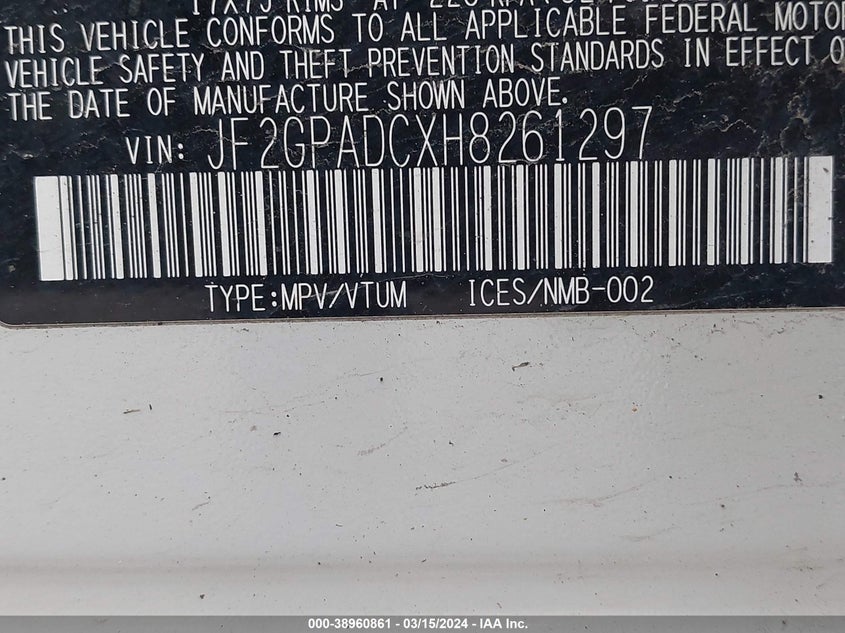 THIS VEHICLE CONFORMS TO ALL APPLICABLE FEDERAL MOTOR
VEHICLE SAFETY AND THEFT PREVENTION STANDARDS IN EFFECT
THE DATE OF MANUFACTURE SHOWN ABOVE.
VIN: JF2GPADCXH8261297
TYPE:MPV/VTUM ICES/NMB-002
000-38960861 - 03/15/2024 - IAA Inc.